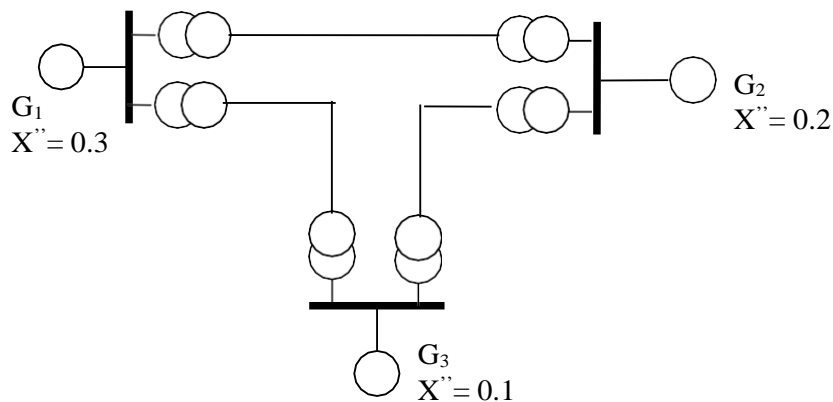 G₁
X’’= 0.3
G₂
X’’= 0.2
G₃
X’’= 0.1